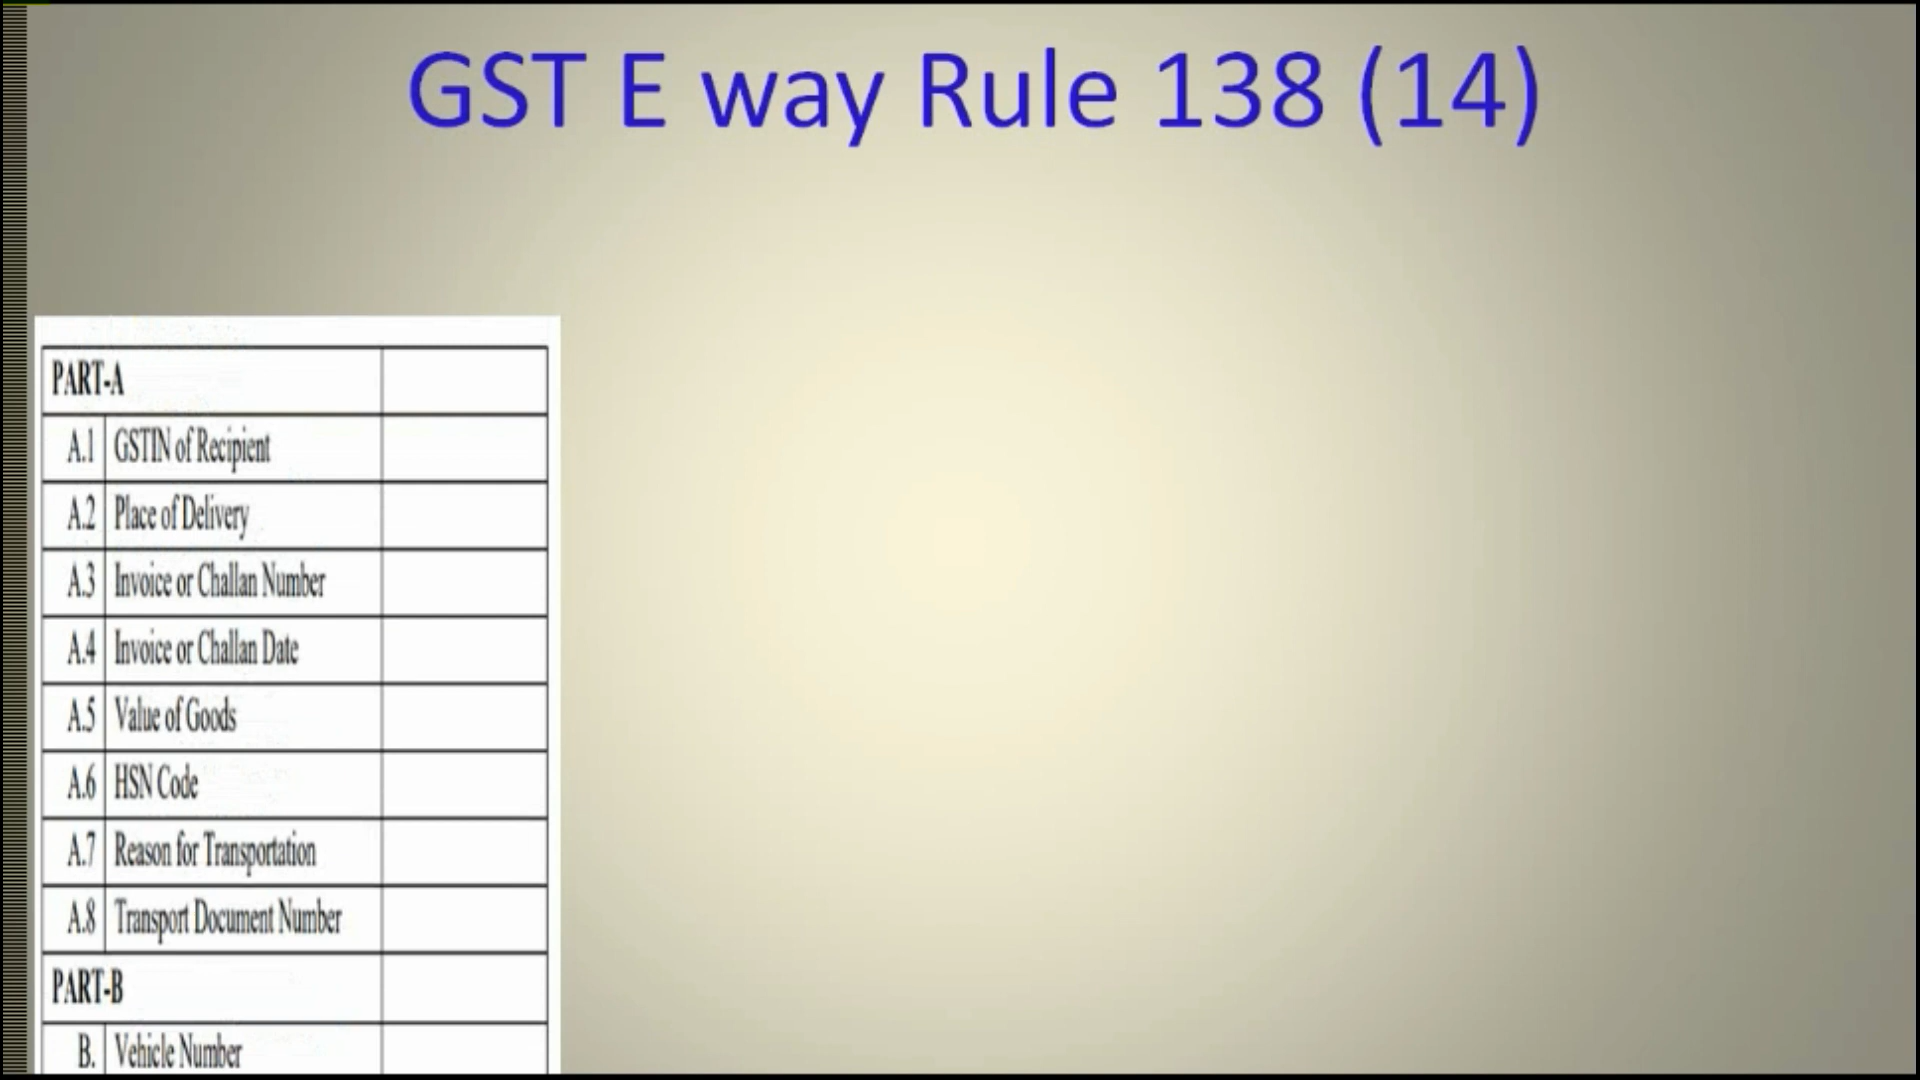 GST E way Rule 138 (14)
PART-A
A.1 GSTIN of Recipient
A.2 Place of Delivery
A.3 Invoice or Challan Number
A.4 Invoice or Challan Date
A.5 Value of Goods
A.6 HSN Code
A.7 Reason for Transportation
A.8 Transport Document Number
PART-B
B. Vehicle Number